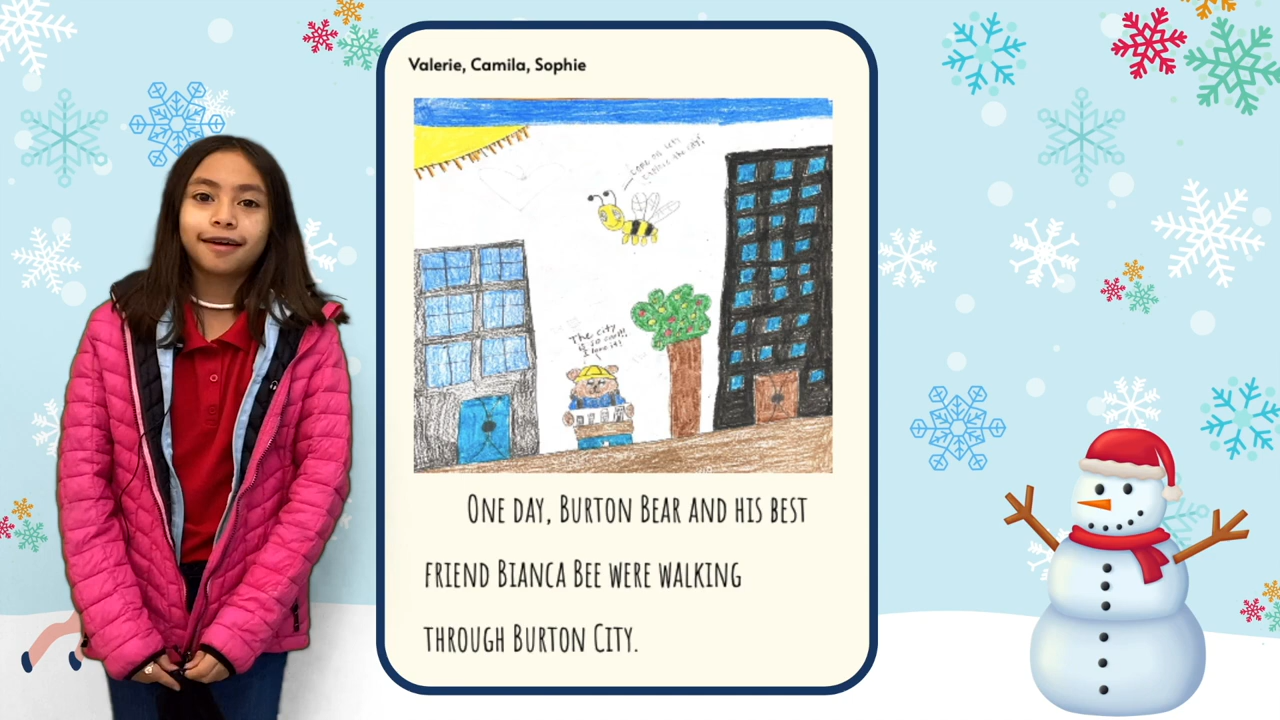 Valerie, Camila, Sophie
Come on let's
explore the city!
The city
is so cool!!
I love it!
One day, Burton Bear and his best
friend Bianca Bee were walking
through Burton City.